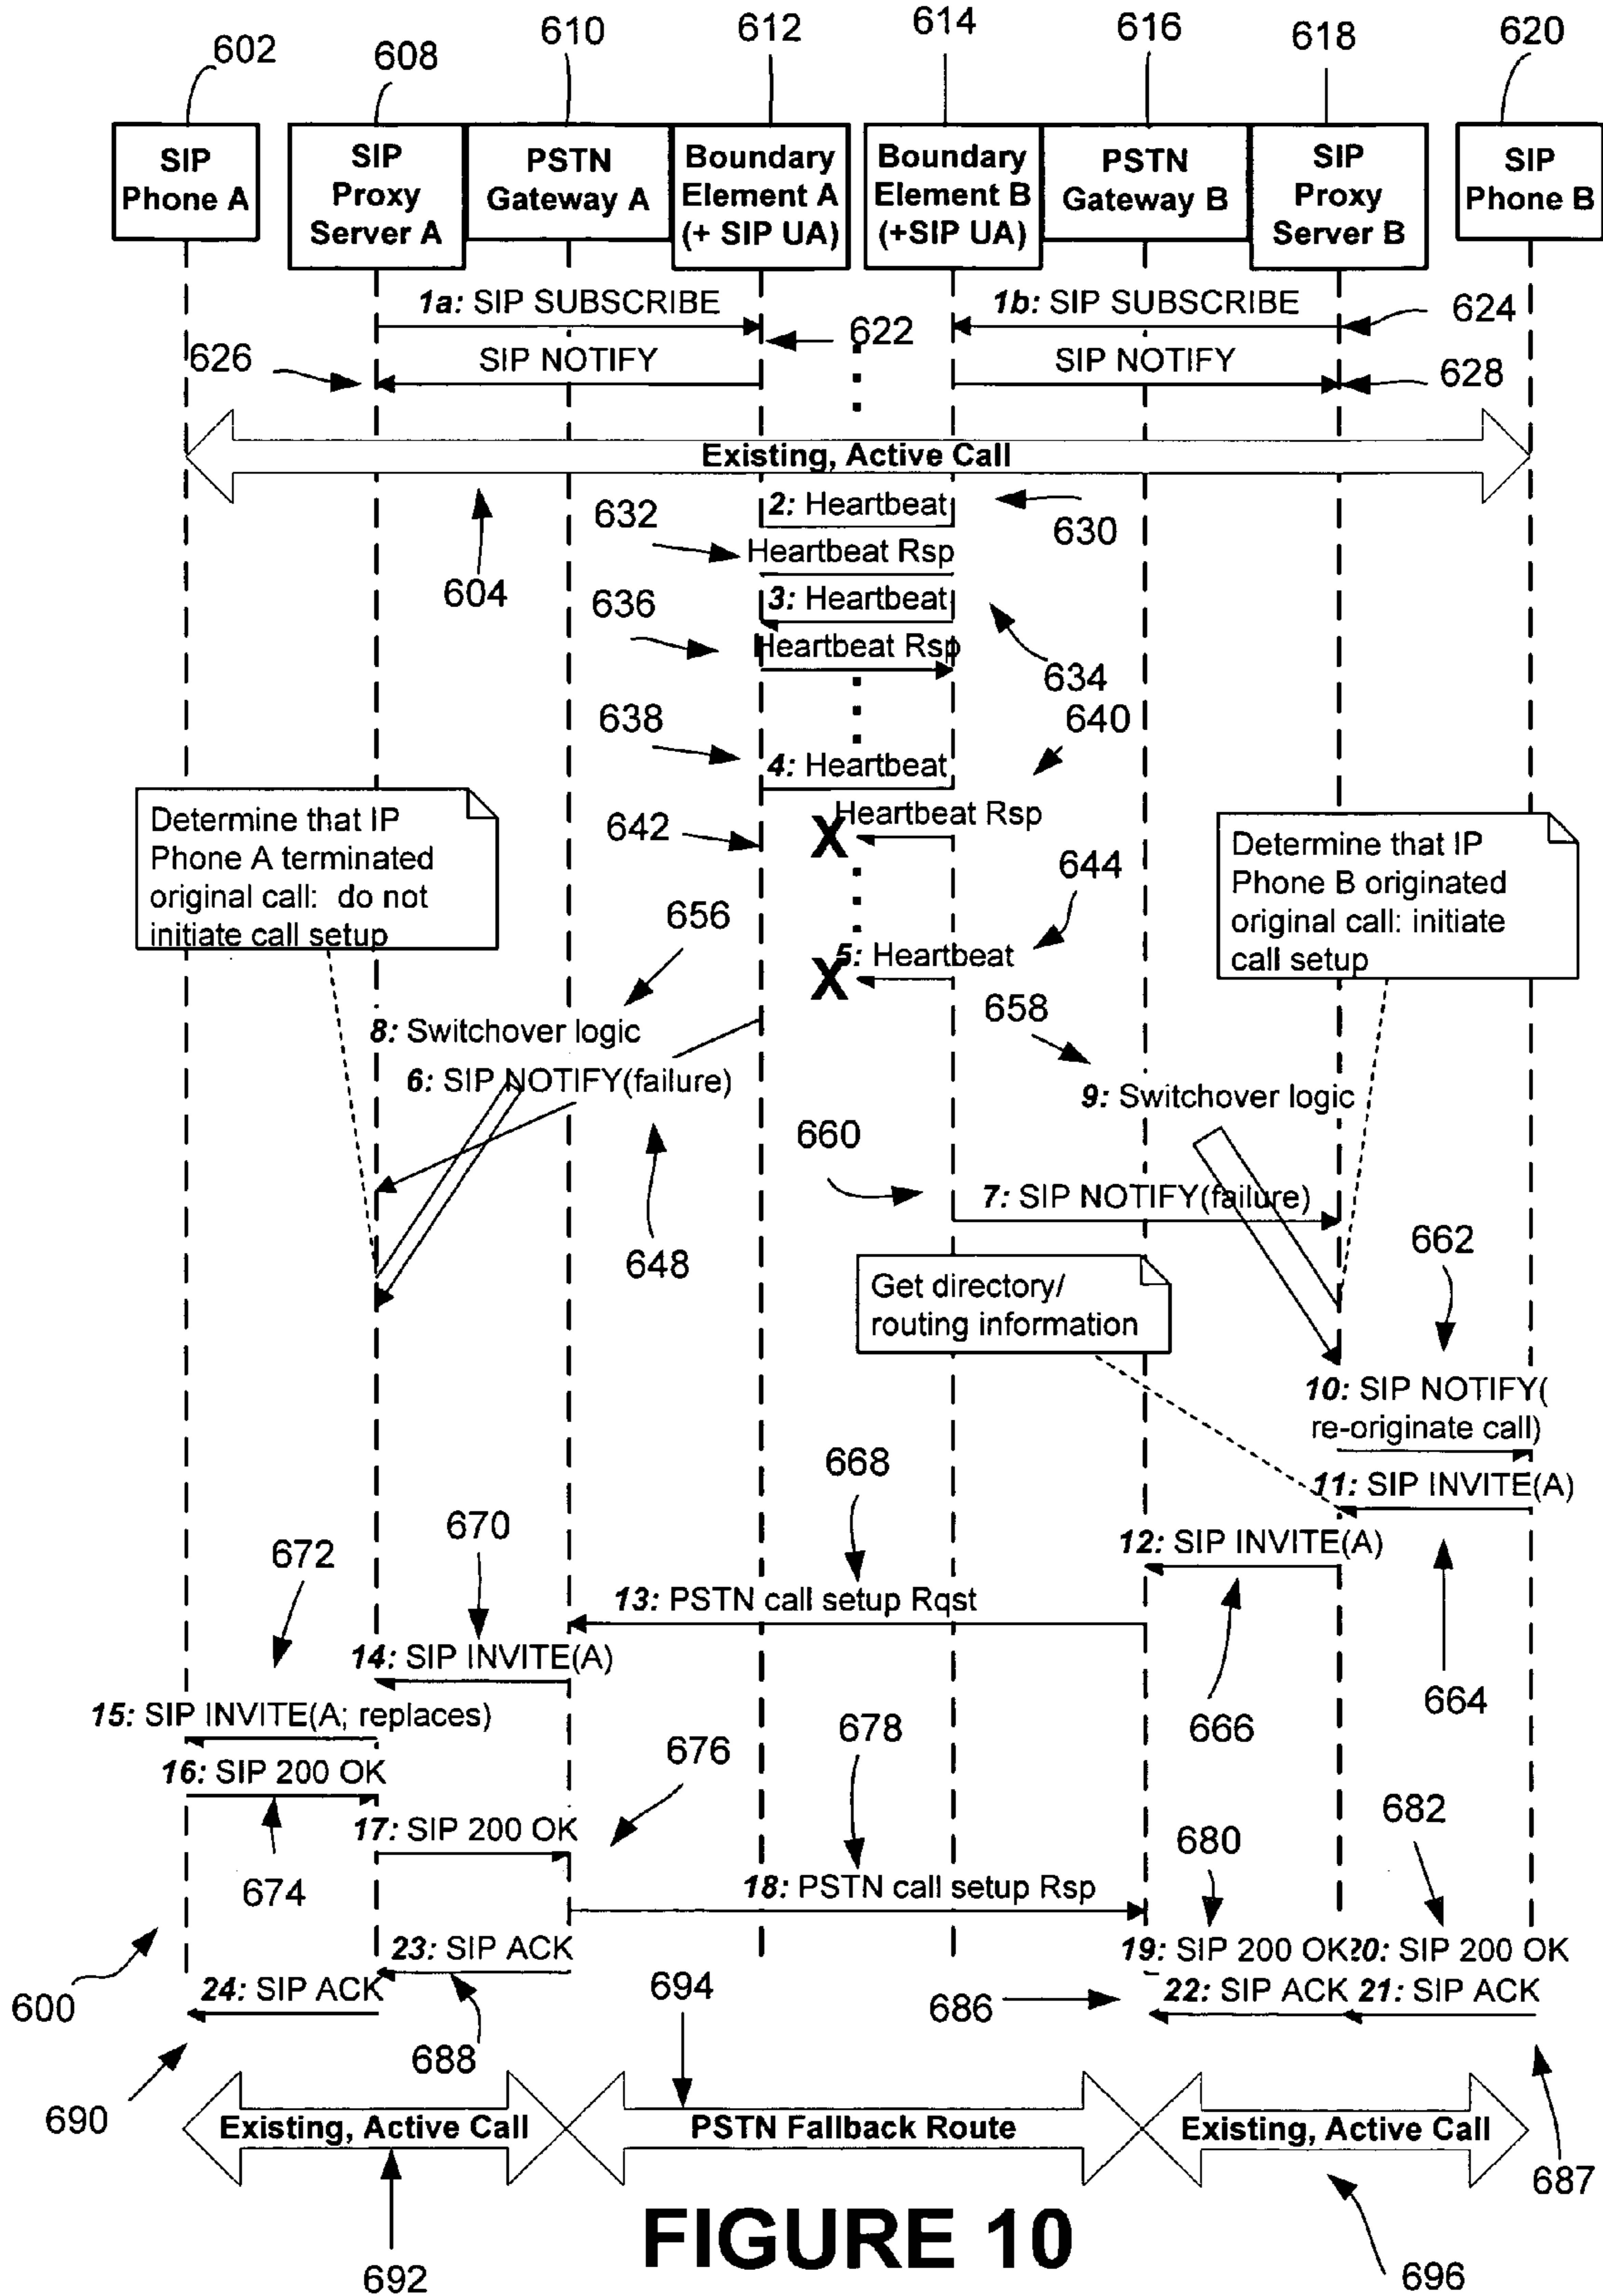 602
608
610
612
614
616
618
620
SIP
Phone A
SIP
Proxy
Server A
PSTN
Gateway A
Boundary
Element A
(+ SIP UA)
Boundary
Element B
(+SIP UA)
PSTN
Gateway B
SIP
Proxy
Server B
SIP
Phone B
1a: SIP SUBSCRIBE
1b: SIP SUBSCRIBE
624
622
626
SIP NOTIFY
SIP NOTIFY
628
Existing, Active Call
604
2: Heartbeat
630
632
Heartbeat Rsp
3: Heartbeat
634
636
Heartbeat Rsp
638
640
4: Heartbeat
Heartbeat Rsp
642
X
644
5: Heartbeat
X
Determine that IP
Phone A terminated
original call: do not
initiate call setup
Determine that IP
Phone B originated
original call: initiate
call setup
656
658
8: Switchover logic
6: SIP NOTIFY(failure)
9: Switchover logic
660
648
7: SIP NOTIFY(failure)
662
Get directory/
routing information
10: SIP NOTIFY(
re-originate call)
668
11: SIP INVITE(A)
664
12: SIP INVITE(A)
666
670
672
13: PSTN call setup Rqst
14: SIP INVITE(A)
15: SIP INVITE(A; replaces)
16: SIP 200 OK
674
17: SIP 200 OK
676
678
18: PSTN call setup Rsp
680
682
19: SIP 200 OK
20: SIP 200 OK
23: SIP ACK
24: SIP ACK
22: SIP ACK
21: SIP ACK
600
688
694
686
690
687
Existing, Active Call
PSTN Fallback Route
Existing, Active Call
692
696
FIGURE 10